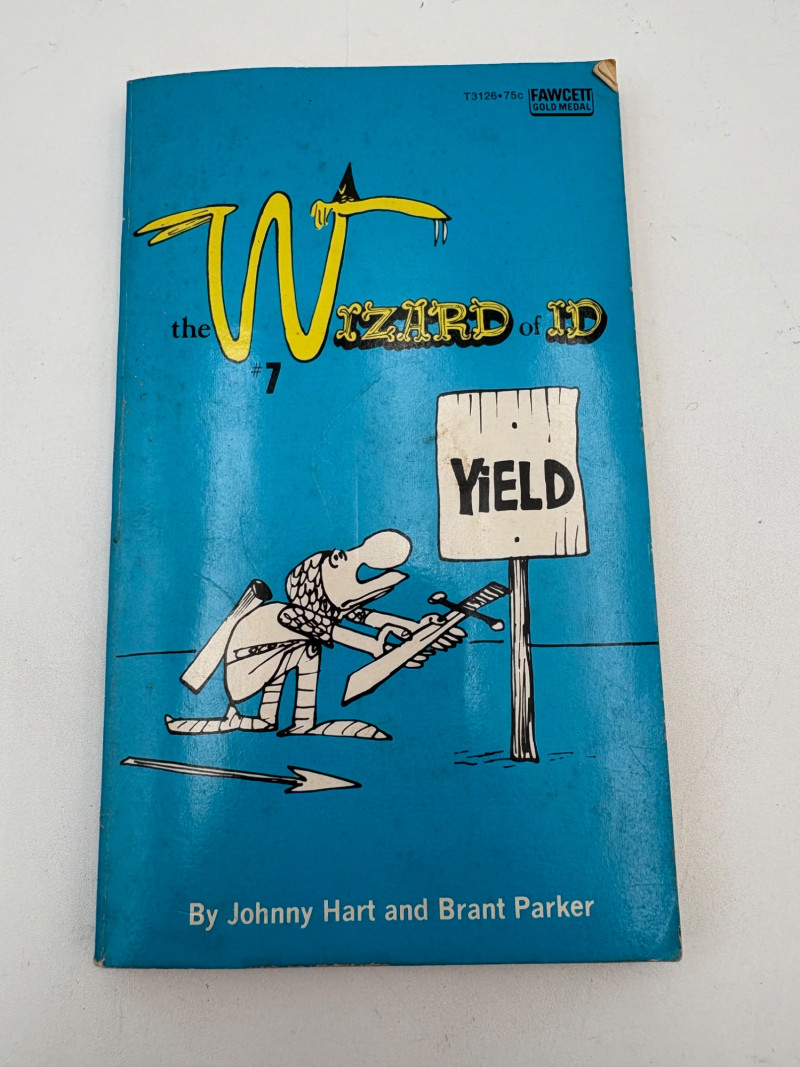 T3126•75c FAWCETT
GOLD MEDAL
the WIZARD of ID
#7
YiELD
By Johnny Hart and Brant Parker